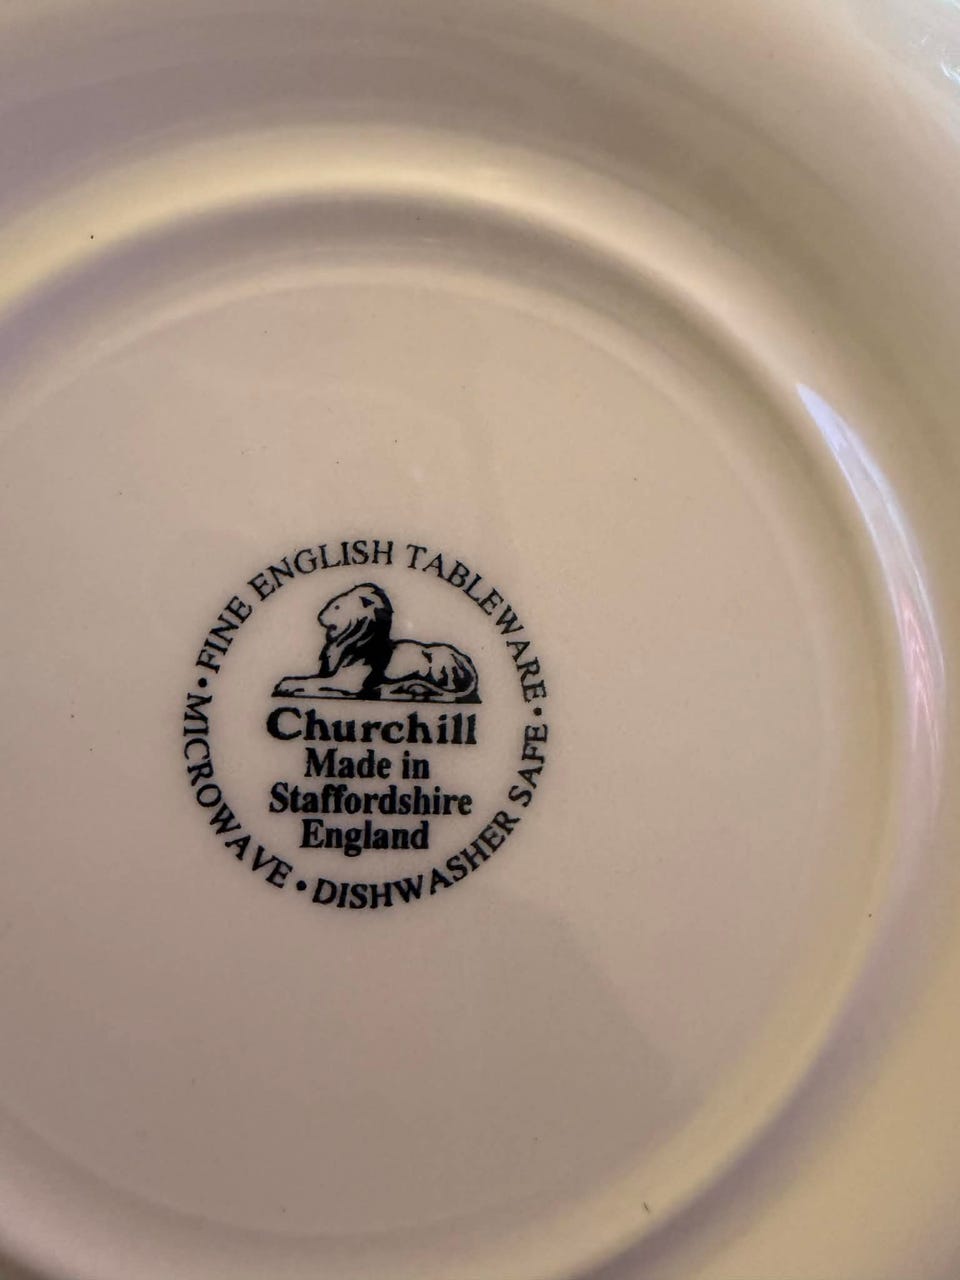 • FINE ENGLISH TABLEWARE •
Churchill
Made in
Staffordshire
England
MICROWAVE • DISHWASHER SAFE